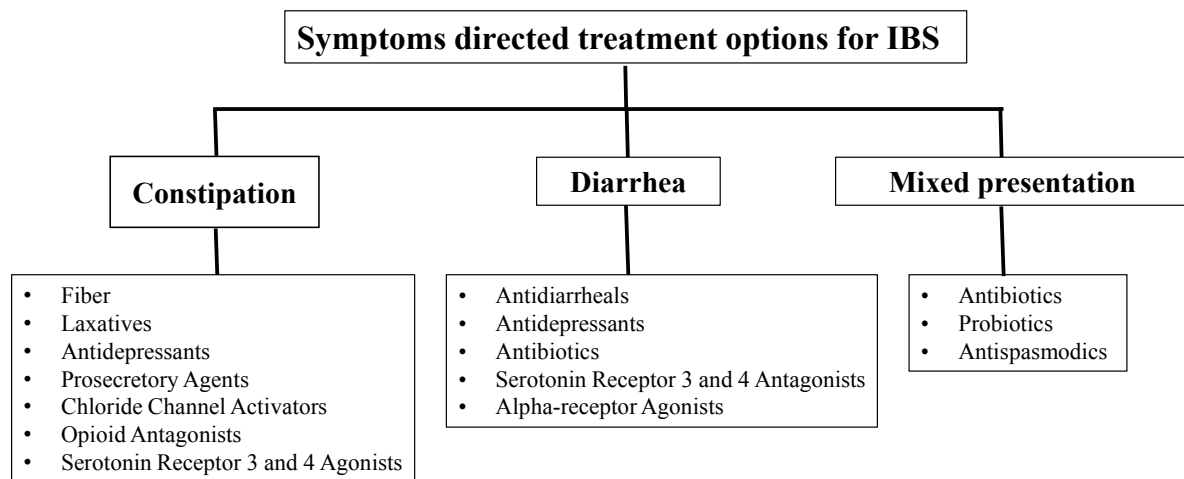 Symptoms directed treatment options for IBS
Constipation
• Fiber
• Laxatives
• Antidepressants
• Prosecretory Agents
• Chloride Channel Activators
• Opioid Antagonists
• Serotonin Receptor 3 and 4 Agonists
Diarrhea
• Antidiarrheals
• Antidepressants
• Antibiotics
• Serotonin Receptor 3 and 4 Antagonists
• Alpha-receptor Agonists
Mixed presentation
• Antibiotics
• Probiotics
• Antispasmodics